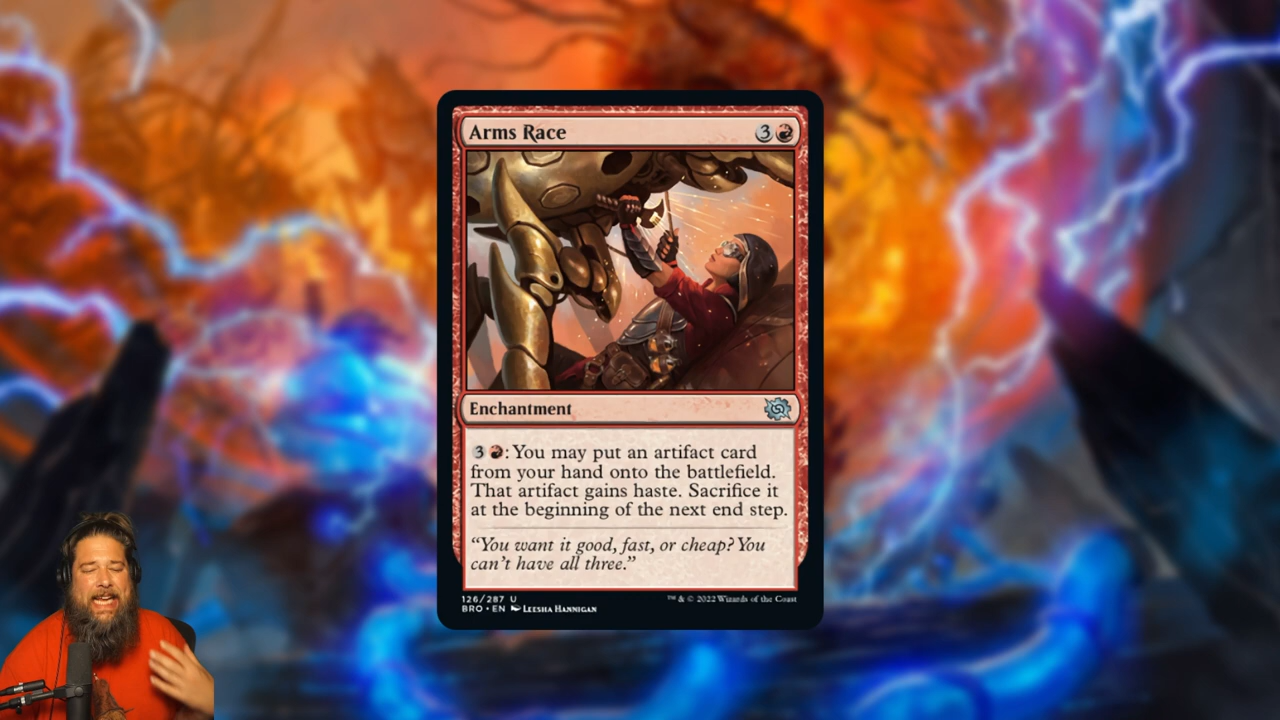 Arms Race 3
Enchantment
3 : You may put an artifact card
from your hand onto the battlefield.
That artifact gains haste. Sacrifice it
at the beginning of the next end step.
“You want it good, fast, or cheap? You
can’t have all three.”
126/287 U
BRO • EN LEESHA HANNIGAN
™ & © 2022 Wizards of the Coast